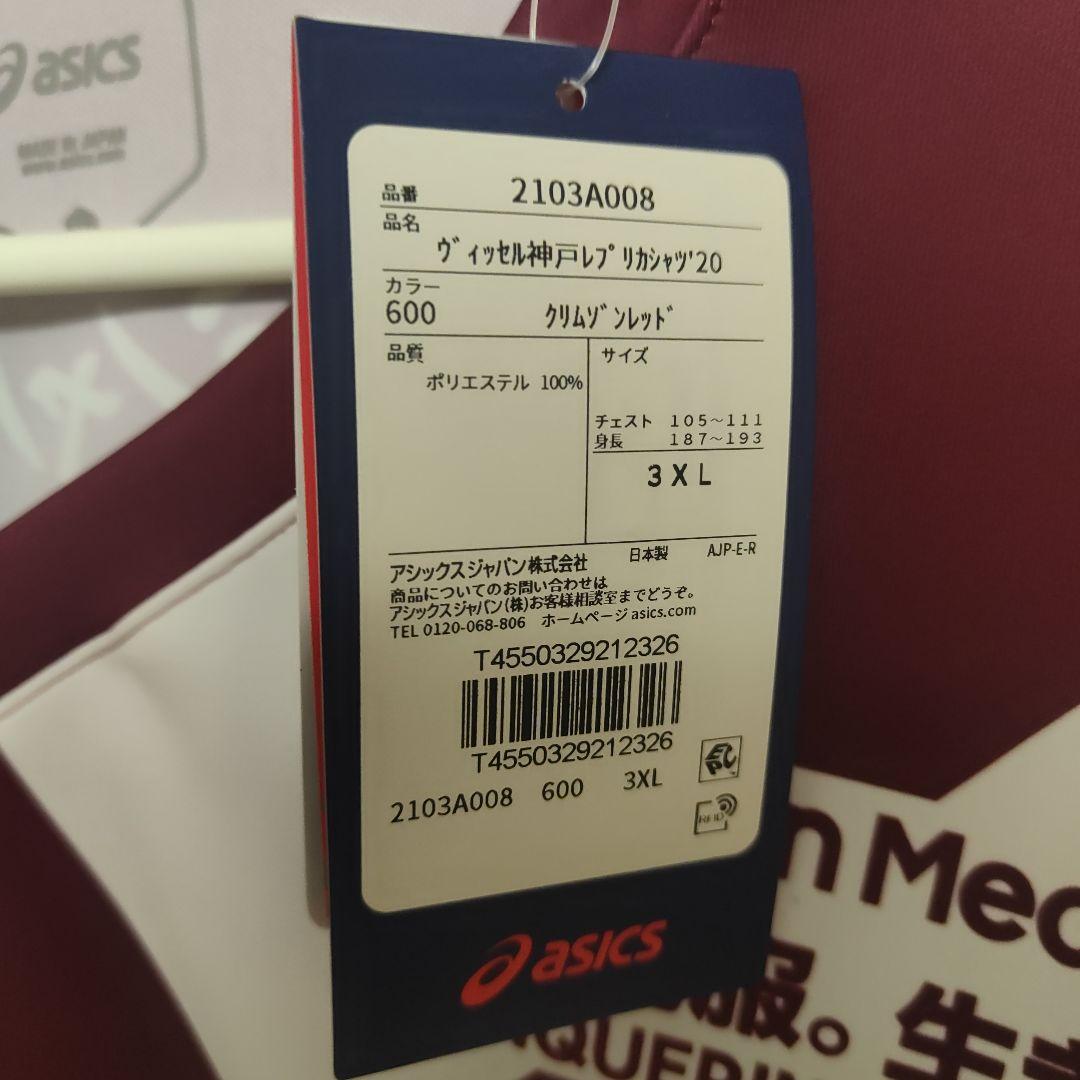 asics
MADE IN JAPAN
品番 2103A008
品名
ヴィッセル神戸レプリカシャツ'20
カラー
600 クリムゾンレッド
品質
ポリエステル 100%
サイズ
チェスト 105～111
身長 187～193
3XL
アシックスジャパン株式会社 日本製 AJP-E-R
商品についてのお問い合わせは
アシックスジャパン(株)お客様相談室までどうぞ。
TEL 0120-068-806 ホームページ asics.com
T4550329212326
T4550329212326
2103A008 600 3XL
RFID
asics
n Med
服。生
QUERI